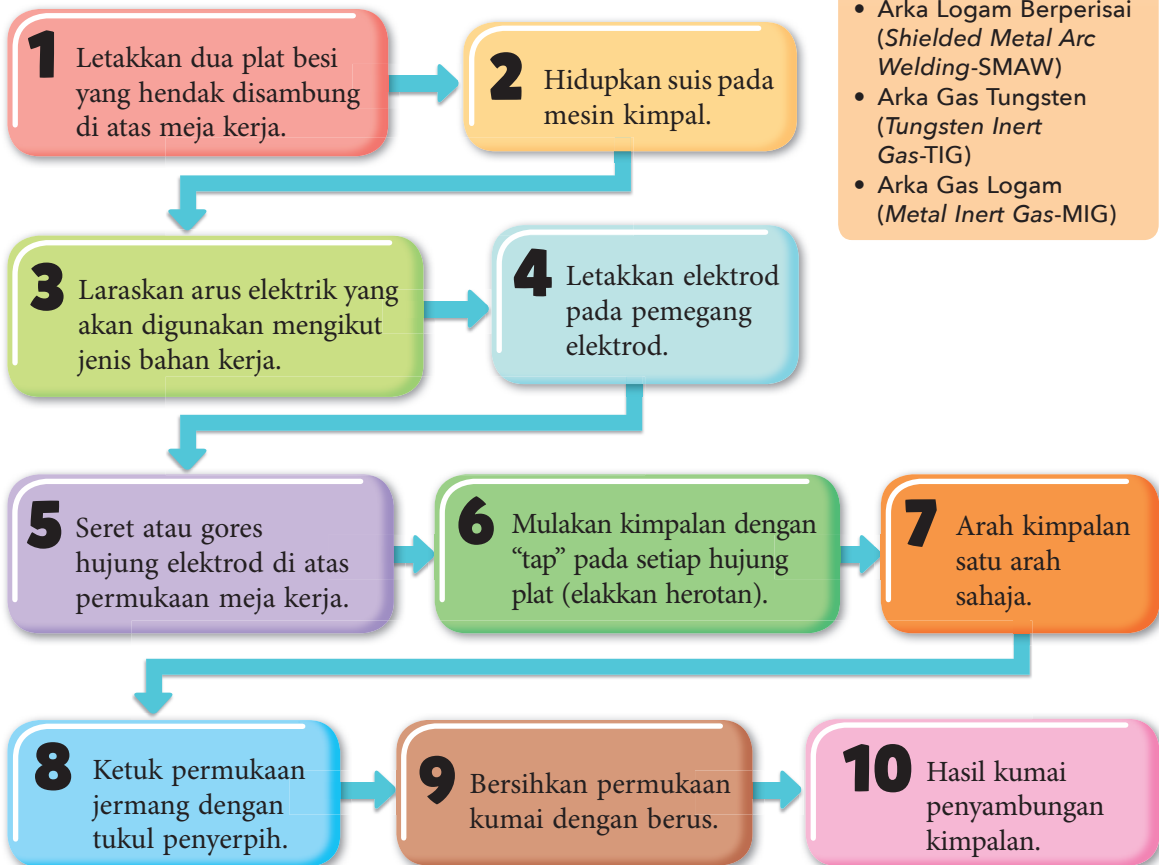 1 Letakkan dua plat besi
yang hendak disambung
di atas meja kerja.
2 Hidupkan suis pada
mesin kimpal.
• Arka Logam Berperisai
(Shielded Metal Arc
Welding-SMAW)
• Arka Gas Tungsten
(Tungsten Inert
Gas-TIG)
• Arka Gas Logam
(Metal Inert Gas-MIG)
3 Laraskan arus elektrik yang
akan digunakan mengikut
jenis bahan kerja.
4 Letakkan elektrod
pada pemegang
elektrod.
5 Seret atau gores
hujung elektrod di atas
permukaan meja kerja.
6 Mulakan kimpalan dengan
“tap” pada setiap hujung
plat (elakkan herotan).
7 Arah kimpalan
satu arah
sahaja.
8 Ketuk permukaan
jermang dengan
tukul penyerpih.
9 Bersihkan permukaan
kumai dengan berus.
10 Hasil kumai
penyambungan
kimpalan.